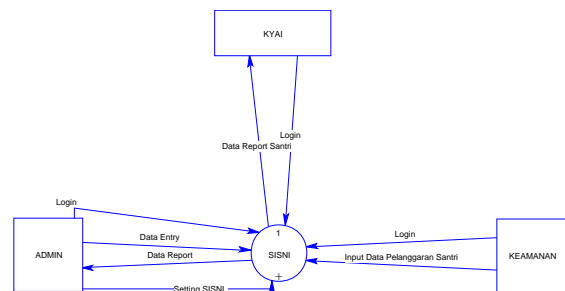 KYAI
Login
Data Report Santri
Login
1
Login
Data Entry
ADMIN
SISNI
Data Report
Input Data Pelanggaran Santri
KEAMANAN
+
Setting SISNI